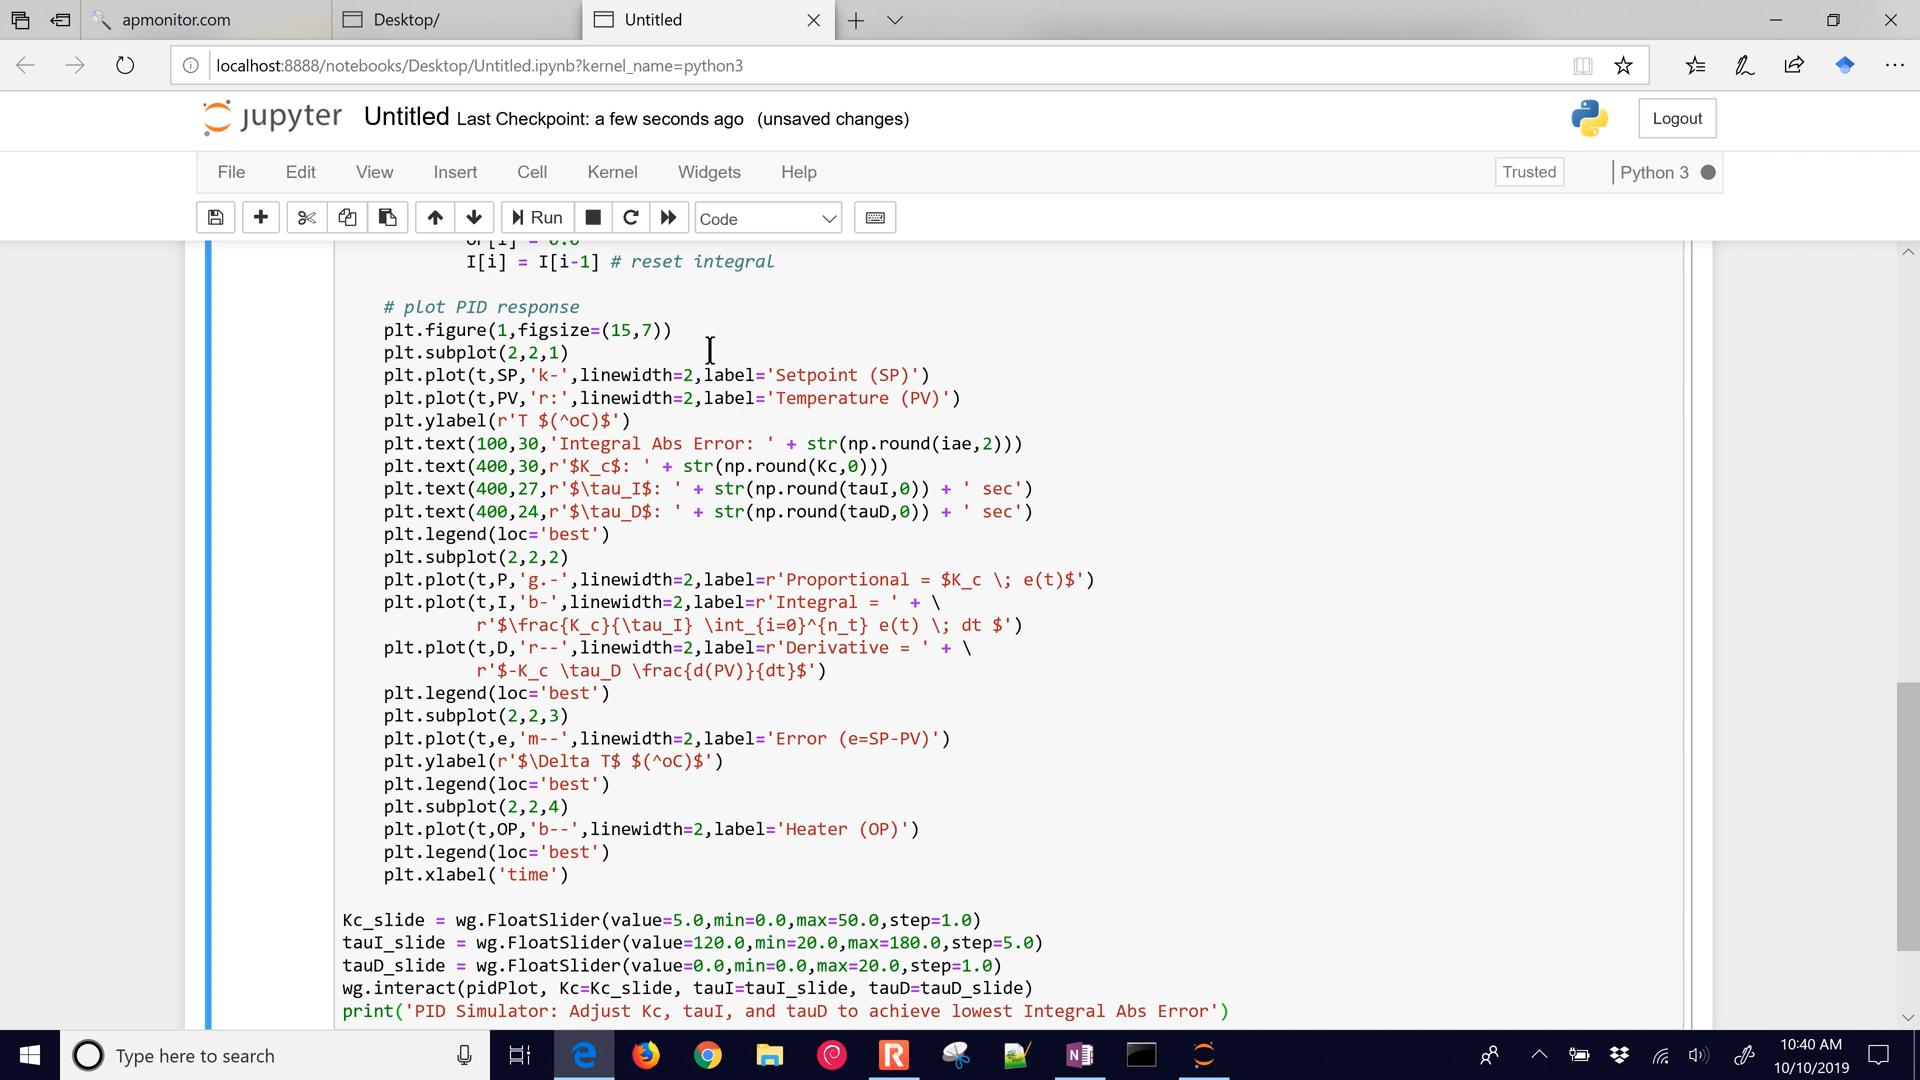 apmonitor.com
Desktop/
Untitled
localhost:8888/notebooks/Desktop/Untitled.ipynb?kernel_name=python3
jupyter Untitled Last Checkpoint: a few seconds ago (unsaved changes)
Logout
File Edit View Insert Cell Kernel Widgets Help
Trusted
Python 3
Run
Code
I[i] = I[i-1] # reset integral
# plot PID response
plt.figure(1,figsize=(15,7))
plt.subplot(2,2,1)
plt.plot(t,SP,'k-',linewidth=2,label='Setpoint (SP)')
plt.plot(t,PV,'r:',linewidth=2,label='Temperature (PV)')
plt.ylabel(r'T $(^oC)$')
plt.text(100,30,'Integral Abs Error: ' + str(np.round(iae,2)))
plt.text(400,30,r'$K_c$: ' + str(np.round(Kc,0)))
plt.text(400,27,r'$\tau_I$: ' + str(np.round(tauI,0)) + ' sec')
plt.text(400,24,r'$\tau_D$: ' + str(np.round(tauD,0)) + ' sec')
plt.legend(loc='best')
plt.subplot(2,2,2)
plt.plot(t,P,'g.-',linewidth=2,label=r'Proportional = $K_c \; e(t)$')
plt.plot(t,I,'b-',linewidth=2,label=r'Integral = ' + \
r'$\frac{K_c}{\tau_I} \int_{i=0}^{n_t} e(t) \; dt $')
plt.plot(t,D,'r--',linewidth=2,label=r'Derivative = ' + \
r'$-K_c \tau_D \frac{d(PV)}{dt}$')
plt.legend(loc='best')
plt.subplot(2,2,3)
plt.plot(t,e,'m--',linewidth=2,label='Error (e=SP-PV)')
plt.ylabel(r'$\Delta T$ $(^oC)$')
plt.legend(loc='best')
plt.subplot(2,2,4)
plt.plot(t,OP,'b--',linewidth=2,label='Heater (OP)')
plt.legend(loc='best')
plt.xlabel('time')
Kc_slide = wg.FloatSlider(value=5.0,min=0.0,max=50.0,step=1.0)
tauI_slide = wg.FloatSlider(value=120.0,min=20.0,max=180.0,step=5.0)
tauD_slide = wg.FloatSlider(value=0.0,min=0.0,max=20.0,step=1.0)
wg.interact(pidPlot, Kc=Kc_slide, tauI=tauI_slide, tauD=tauD_slide)
print('PID Simulator: Adjust Kc, tauI, and tauD to achieve lowest Integral Abs Error')
Type here to search
10:40 AM
10/10/2019